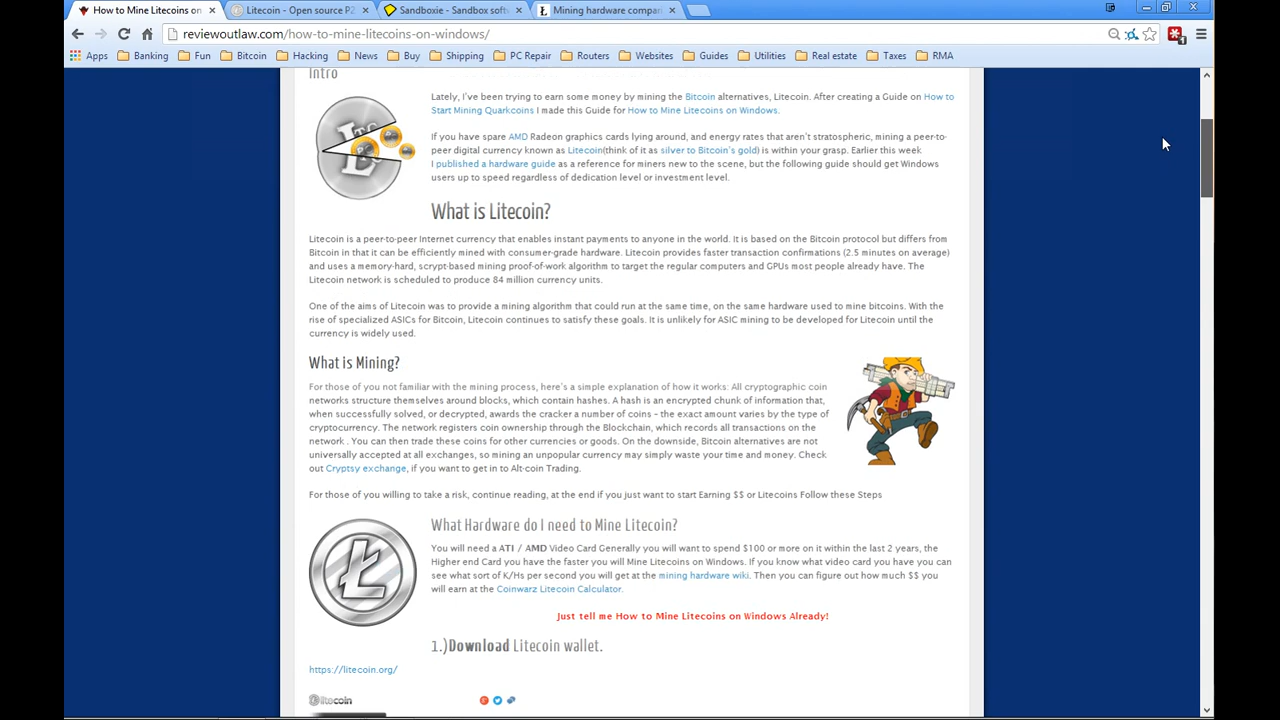 How to Mine Litecoins on
Litecoin - Open source P2
Sandboxie - Sandbox soft
Mining hardware compar
reviewoutlaw.com/how-to-mine-litecoins-on-windows/
Apps Banking Fun Bitcoin Hacking News Buy Shipping PC Repair Routers Websites Guides Utilities Real estate Taxes RMA
Intro
Lately, I've been trying to earn some money by mining the Bitcoin alternatives, Litecoin. After creating a Guide on How to
Start Mining Quarkcoins I made this Guide for How to Mine Litecoins on Windows.
If you have spare AMD Radeon graphics cards lying around, and energy rates that aren't stratospheric, mining a peer-to-
peer digital currency known as Litecoin(think of it as silver to Bitcoin's gold) is within your grasp. Earlier this week
I published a hardware guide as a reference for miners new to the scene, but the following guide should get Windows
users up to speed regardless of dedication level or investment level.
What is Litecoin?
Litecoin is a peer-to-peer Internet currency that enables instant payments to anyone in the world. It is based on the Bitcoin protocol but differs from
Bitcoin in that it can be efficiently mined with consumer-grade hardware. Litecoin provides faster transaction confirmations (2.5 minutes on average)
and uses a memory-hard, scrypt-based mining proof-of-work algorithm to target the regular computers and GPUs most people already have. The
Litecoin network is scheduled to produce 84 million currency units.
One of the aims of Litecoin was to provide a mining algorithm that could run at the same time, on the same hardware used to mine bitcoins. With the
rise of specialized ASICs for Bitcoin, Litecoin continues to satisfy these goals. It is unlikely for ASIC mining to be developed for Litecoin until the
currency is widely used.
What is Mining?
For those of you not familiar with the mining process, here's a simple explanation of how it works: All cryptographic coin
networks structure themselves around blocks, which contain hashes. A hash is an encrypted chunk of information that,
when successfully solved, or decrypted, awards the cracker a number of coins – the exact amount varies by the type of
cryptocurrency. The network registers coin ownership through the Blockchain, which records all transactions on the
network . You can then trade these coins for other currencies or goods. On the downside, Bitcoin alternatives are not
universally accepted at all exchanges, so mining an unpopular currency may simply waste your time and money. Check
out Cryptsy exchange, if you want to get in to Alt-coin Trading.
For those of you willing to take a risk, continue reading, at the end if you just want to start Earning $$ or Litecoins Follow these Steps
What Hardware do I need to Mine Litecoin?
You will need a ATI / AMD Video Card Generally you will want to spend $100 or more on it within the last 2 years, the
Higher end Card you have the faster you will Mine Litecoins on Windows. If you know what video card you have you can
see what sort of K/Hs per second you will get at the mining hardware wiki. Then you can figure out how much $$ you
will earn at the Coinwarz Litecoin Calculator.
Just tell me How to Mine Litecoins on Windows Already!
1.)Download Litecoin wallet.
https://litecoin.org/
litecoin